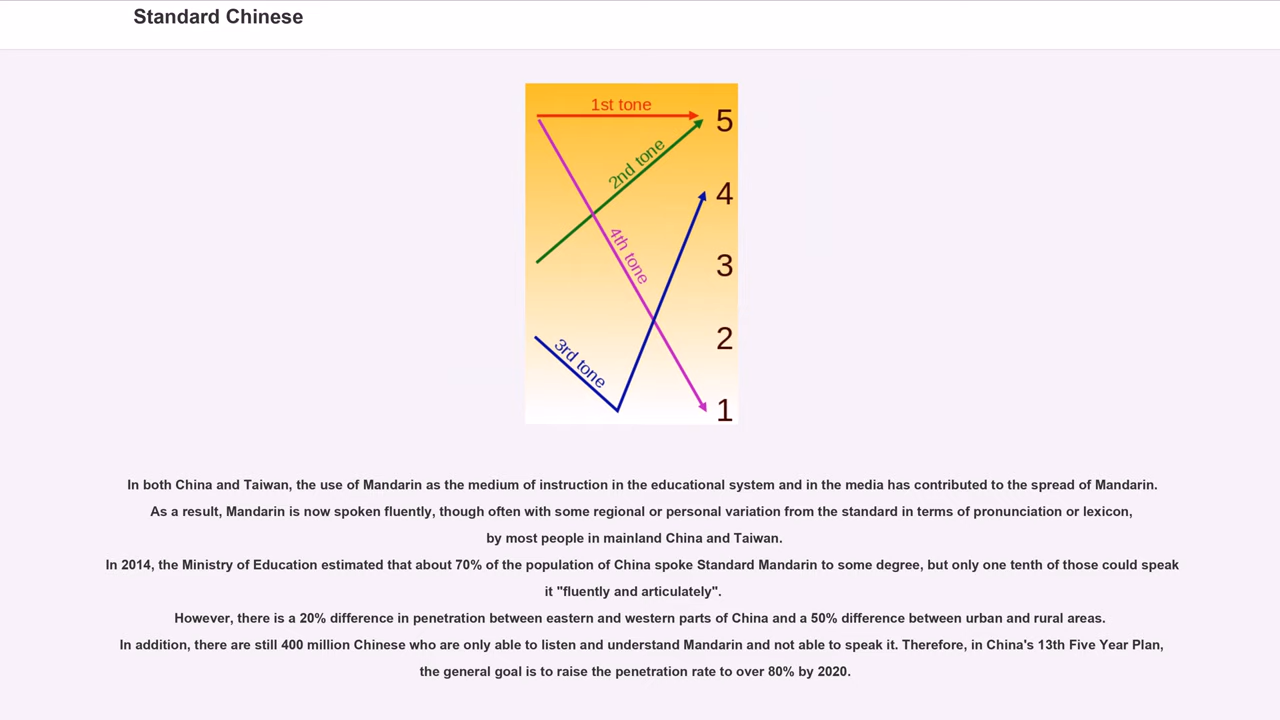 Standard Chinese
1st tone
5
2nd tone
4
4th tone
3
3rd tone
2
1
In both China and Taiwan, the use of Mandarin as the medium of instruction in the educational system and in the media has contributed to the spread of Mandarin.
As a result, Mandarin is now spoken fluently, though often with some regional or personal variation from the standard in terms of pronunciation or lexicon,
by most people in mainland China and Taiwan.
In 2014, the Ministry of Education estimated that about 70% of the population of China spoke Standard Mandarin to some degree, but only one tenth of those could speak
it "fluently and articulately".
However, there is a 20% difference in penetration between eastern and western parts of China and a 50% difference between urban and rural areas.
In addition, there are still 400 million Chinese who are only able to listen and understand Mandarin and not able to speak it. Therefore, in China's 13th Five Year Plan,
the general goal is to raise the penetration rate to over 80% by 2020.